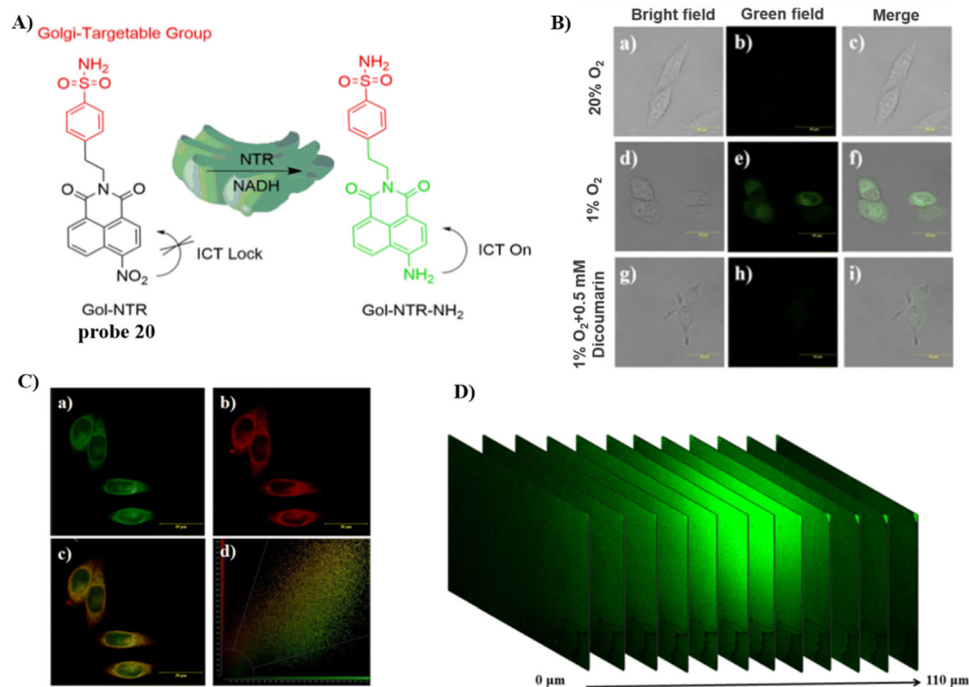 A)
Golgi-Targetable Group
NH2
O=S=O
N
O O
NO2
ICT Lock
Gol-NTR
probe 20
NTR
NADH
NH2
O=S=O
N
O O
NH2
ICT On
Gol-NTR-NH2
B)
Bright field Green field Merge
20% O2
a) b) c)
1% O2
d) e) f)
1% O2+0.5 mM
Dicoumarin
g) h) i)
C)
a) b)
c) d)
D)
0 μm 110 μm